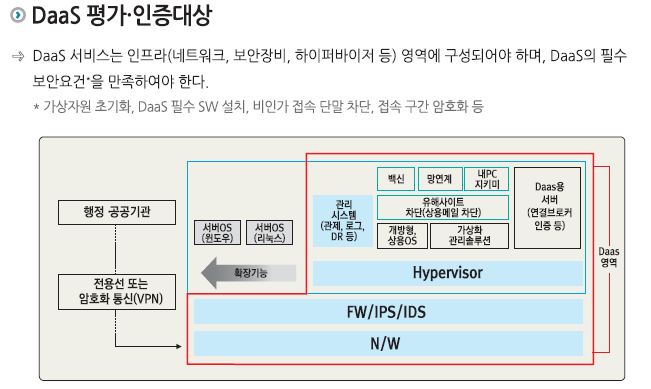 DaaS 평가·인증대상
⇨ DaaS 서비스는 인프라(네트워크, 보안장비, 하이퍼바이저 등) 영역에 구성되어야 하며, DaaS의 필수
보안요건*을 만족하여야 한다.
* 가상자원 초기화, DaaS 필수 SW 설치, 비인가 접속 단말 차단, 접속 구간 암호화 등
행정·공공기관
전용선 또는
암호화 통신(VPN)
서버OS
(윈도우)
서버OS
(리눅스)
확장기능
관리
시스템
(관제, 로그,
DR 등)
백신
망연계
내PC
지키미
유해사이트
차단(상용메일 차단)
개방형,
상용OS
가상화
관리솔루션
Daas용
서버
(연결브로커
인증 등)
Hypervisor
FW/IPS/IDS
N/W
Daas
영역